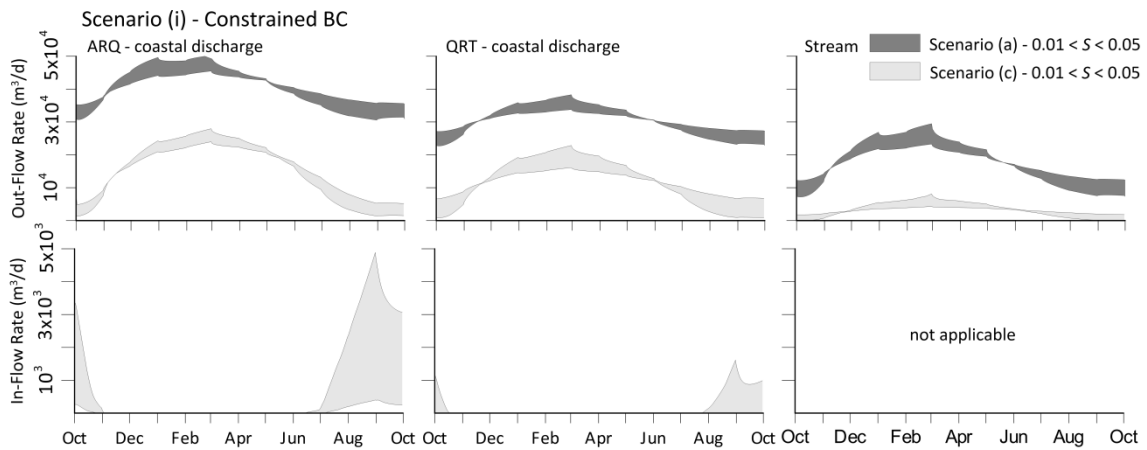 Scenario (i) - Constrained BC
ARQ - coastal discharge
QRT - coastal discharge
Stream
Scenario (a) - 0.01 < S < 0.05
Scenario (c) - 0.01 < S < 0.05
Out-Flow Rate (m³/d)
5x10⁴
3x10⁴
10⁴
In-Flow Rate (m³/d)
5x10³
3x10³
10³
not applicable
Oct Dec Feb Apr Jun Aug Oct
Oct Dec Feb Apr Jun Aug Oct
Oct Dec Feb Apr Jun Aug Oct